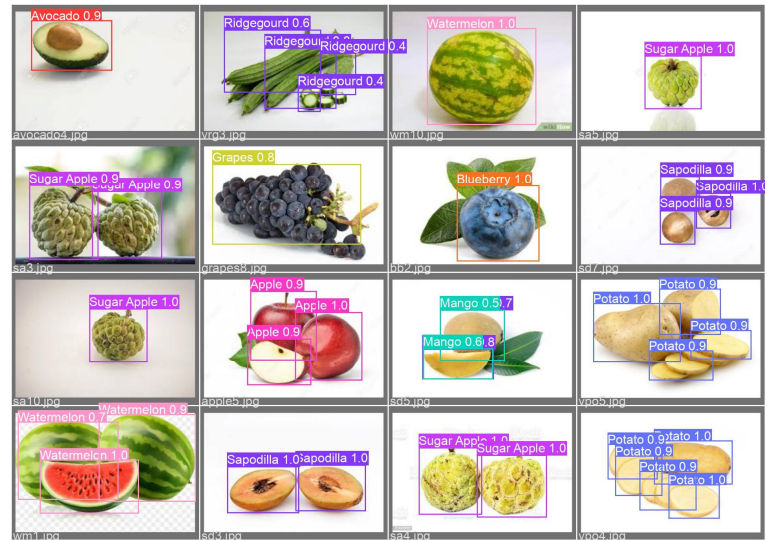 Avocado 0.9
avocado4.jpg
Ridgegourd 0.6
Ridgegourd 0.4
Ridgegourd 0.4
vrg3.jpg
Watermelon 1.0
wm10.jpg
Sugar Apple 1.0
sa5.jpg
Sugar Apple 0.9
Sugar Apple 0.9
sa3.jpg
Grapes 0.8
grapes8.jpg
Blueberry 1.0
bb2.jpg
Sapodilla 0.9
Sapodilla 1.0
Sapodilla 0.9
sd7.jpg
Sugar Apple 1.0
sa10.jpg
Apple 0.9
Apple 1.0
Apple 0.9
apple5.jpg
Mango 0.5
Mango 0.6
sd5.jpg
Potato 0.9
Potato 1.0
Potato 0.9
Potato 0.9
vpo5.jpg
Watermelon 0.9
Watermelon 0.7
Watermelon 1.0
wm1.jpg
Sapodilla 1.0
Sapodilla 1.0
sd3.jpg
Sugar Apple 1.0
Sugar Apple 1.0
sa4.jpg
Potato 0.9
Potato 1.0
Potato 0.9
Potato 0.9
Potato 1.0
vpo4.jpg